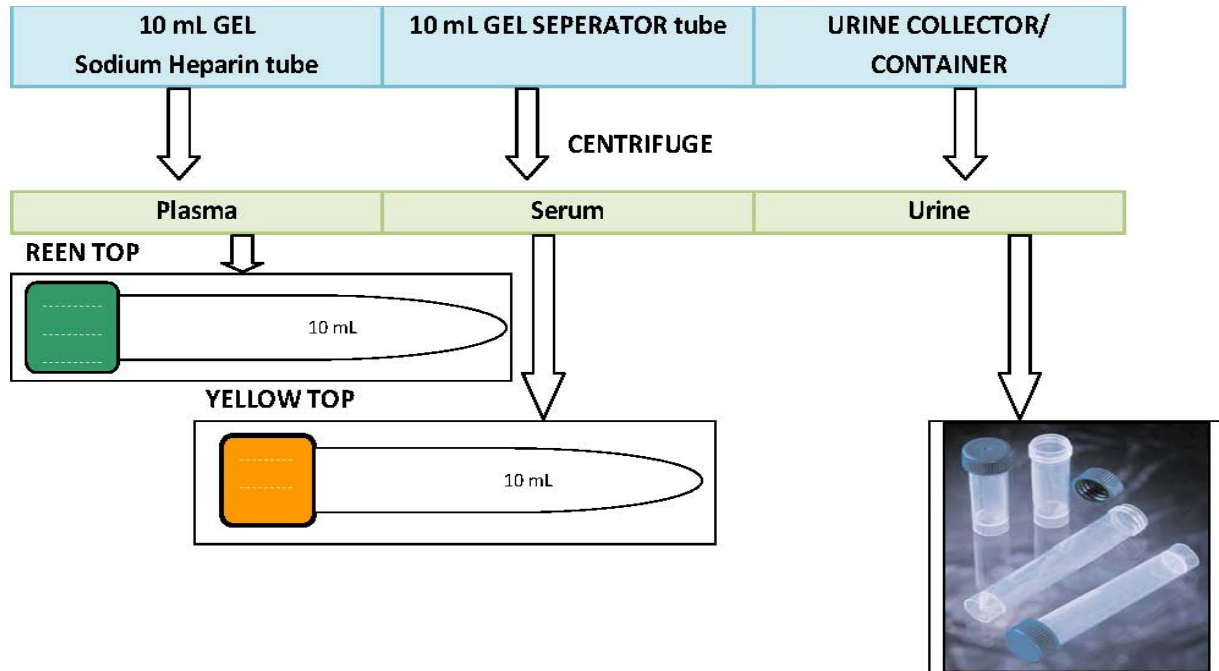 10 mL GEL
Sodium Heparin tube
10 mL GEL SEPERATOR tube
URINE COLLECTOR/
CONTAINER
CENTRIFUGE
Plasma
Serum
Urine
REEN TOP
10 mL
YELLOW TOP
10 mL